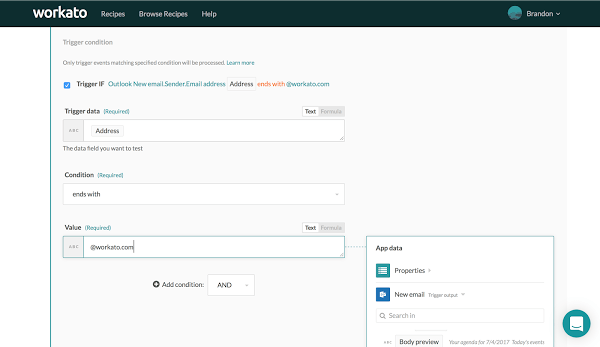 workato Recipes Browse Recipes Help Brandon
Trigger condition
Only trigger events matching specified condition will be processed. Learn more
Trigger IF Outlook New email.Sender.Email address Address ends with @workato.com
Trigger data (Required) Text Formula
ABC Address
The data field you want to test
Condition (Required)
ends with
Value (Required) Text Formula
ABC @workato.com
App data
Properties
Add condition: AND
New email Trigger output
Search in
ABC Body preview Your agenda for 7/4/2017 Today's events